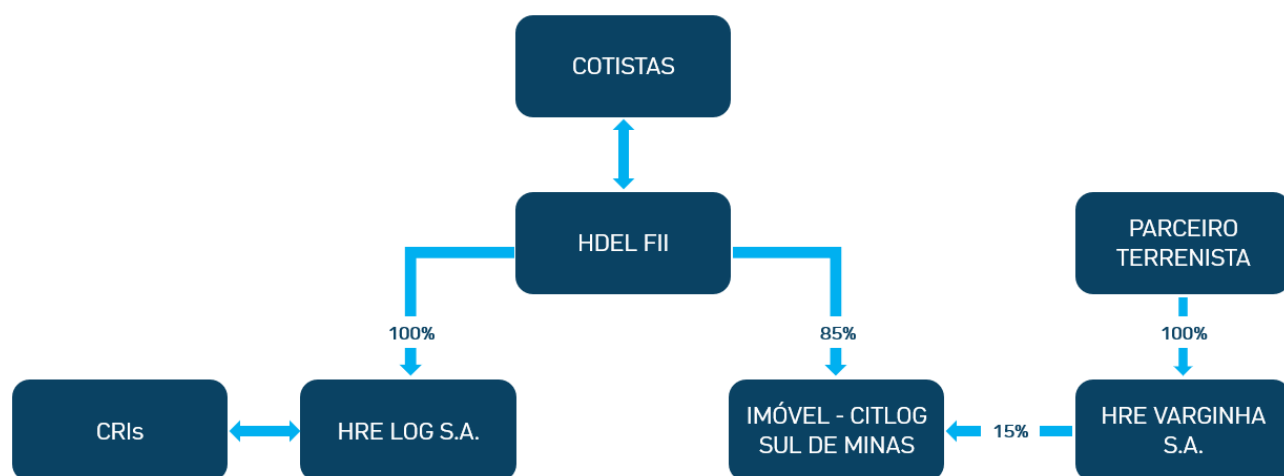 COTISTAS
HDEL FII
PARCEIRO
TERRENISTA
100%
85%
100%
CRIs
HRE LOG S.A.
IMÓVEL - CITLOG
SUL DE MINAS
15%
HRE VARGINHA
S.A.